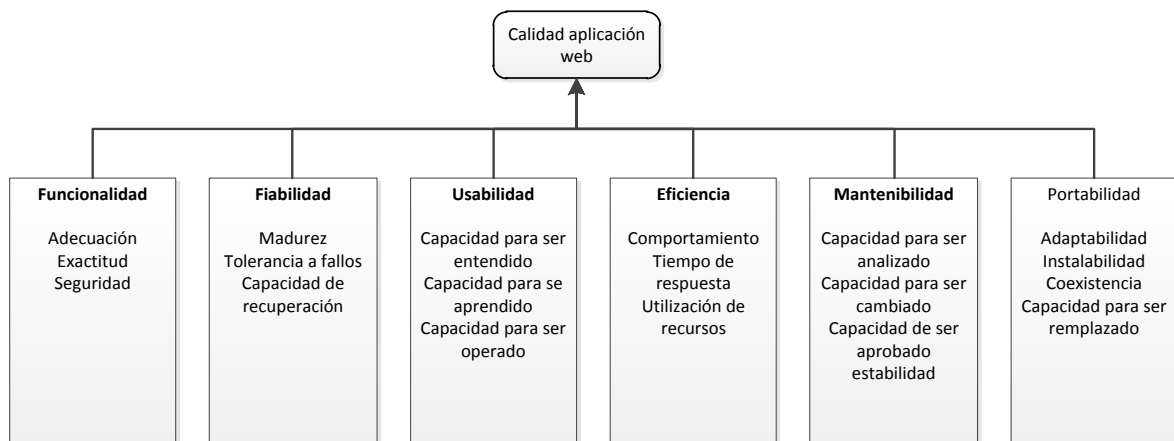 Calidad aplicación
web
Funcionalidad
Adecuación
Exactitud
Seguridad
Fiabilidad
Madurez
Tolerancia a fallos
Capacidad de
recuperación
Usabilidad
Capacidad para ser
entendido
Capacidad para se
aprendido
Capacidad para ser
operado
Eficiencia
Comportamiento
Tiempo de
respuesta
Utilización de
recursos
Mantenibilidad
Capacidad para ser
analizado
Capacidad para ser
cambiado
Capacidad de ser
aprobado
estabilidad
Portabilidad
Adaptabilidad
Instalabilidad
Coexistencia
Capacidad para ser
remplazado